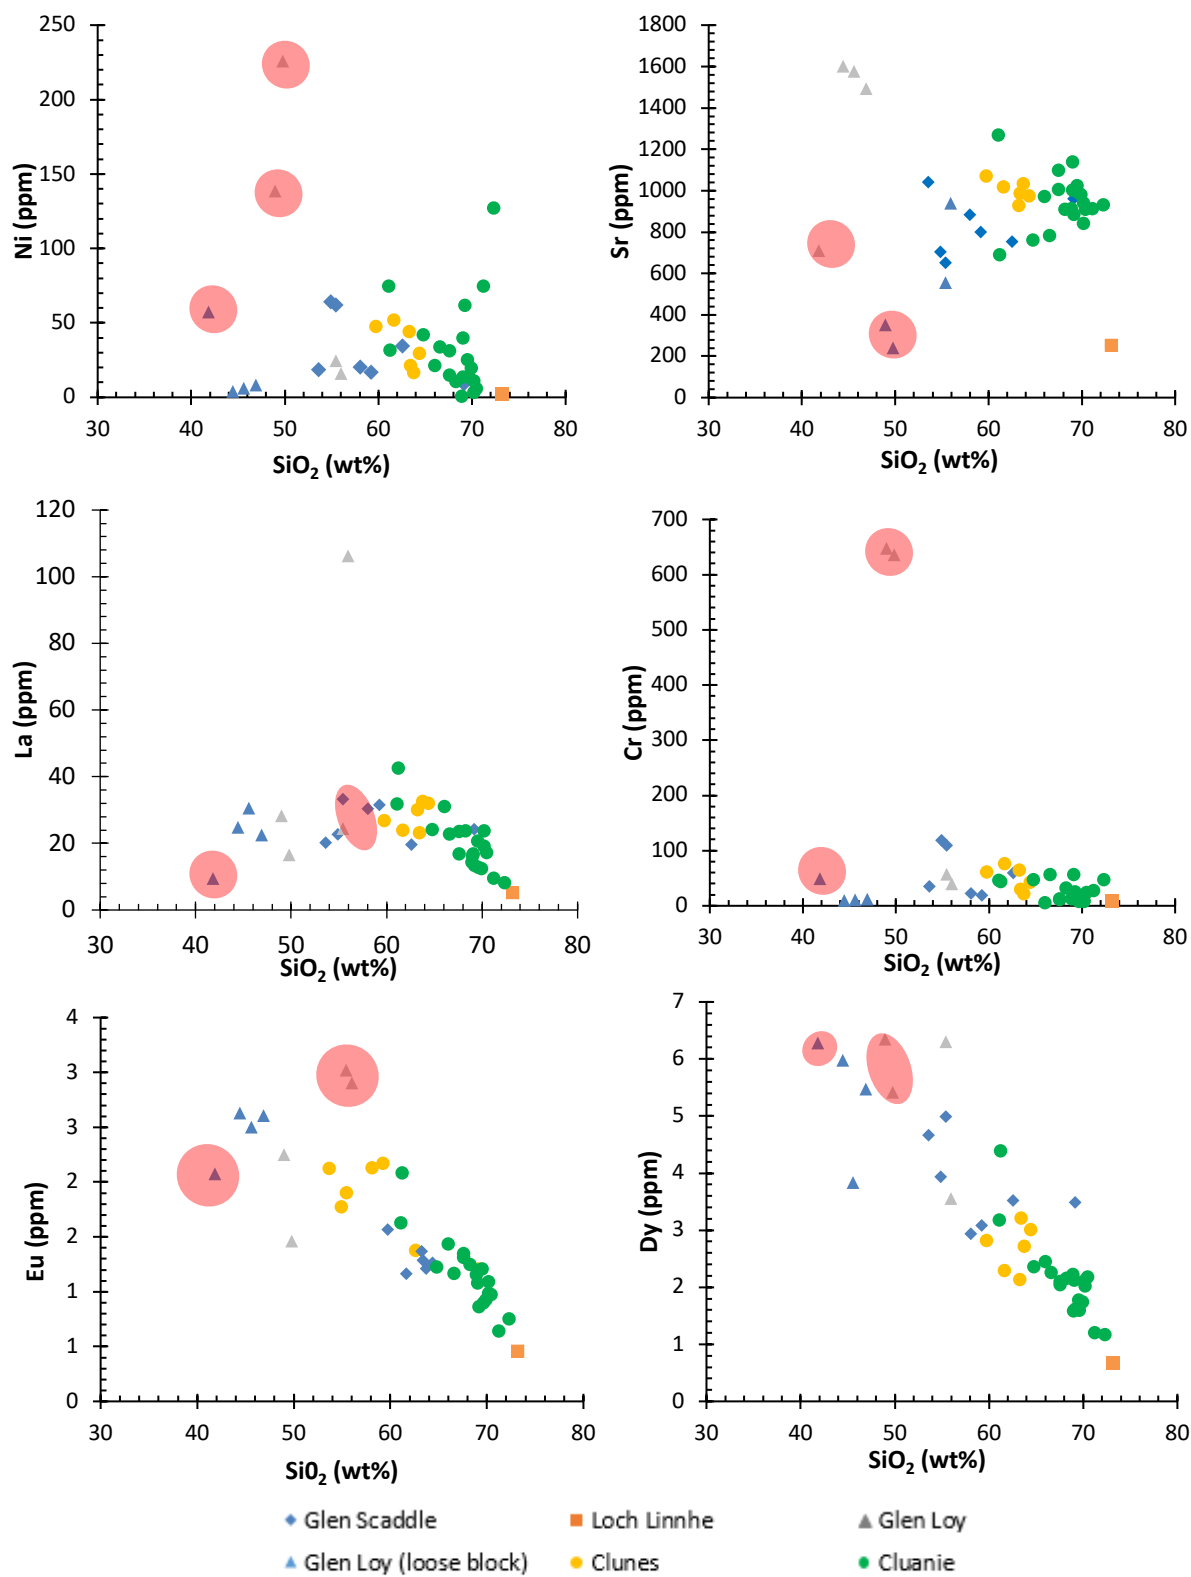 250
200
150
100
50
0
Ni (ppm)
30 40 50 60 70 80
SiO2 (wt%)
1800
1600
1400
1200
1000
800
600
400
200
0
Sr (ppm)
30 40 50 60 70 80
SiO2 (wt%)
120
100
80
60
40
20
0
La (ppm)
30 40 50 60 70 80
SiO2 (wt%)
700
600
500
400
300
200
100
0
Cr (ppm)
30 40 50 60 70 80
SiO2 (wt%)
4
3
3
2
2
1
1
0
Eu (ppm)
30 40 50 60 70 80
Si02 (wt%)
7
6
5
4
3
2
1
0
Dy (ppm)
30 40 50 60 70 80
SiO2 (wt%)
Glen Scaddle Loch Linnhe Glen Loy
Glen Loy (loose block) Clunes Cluanie